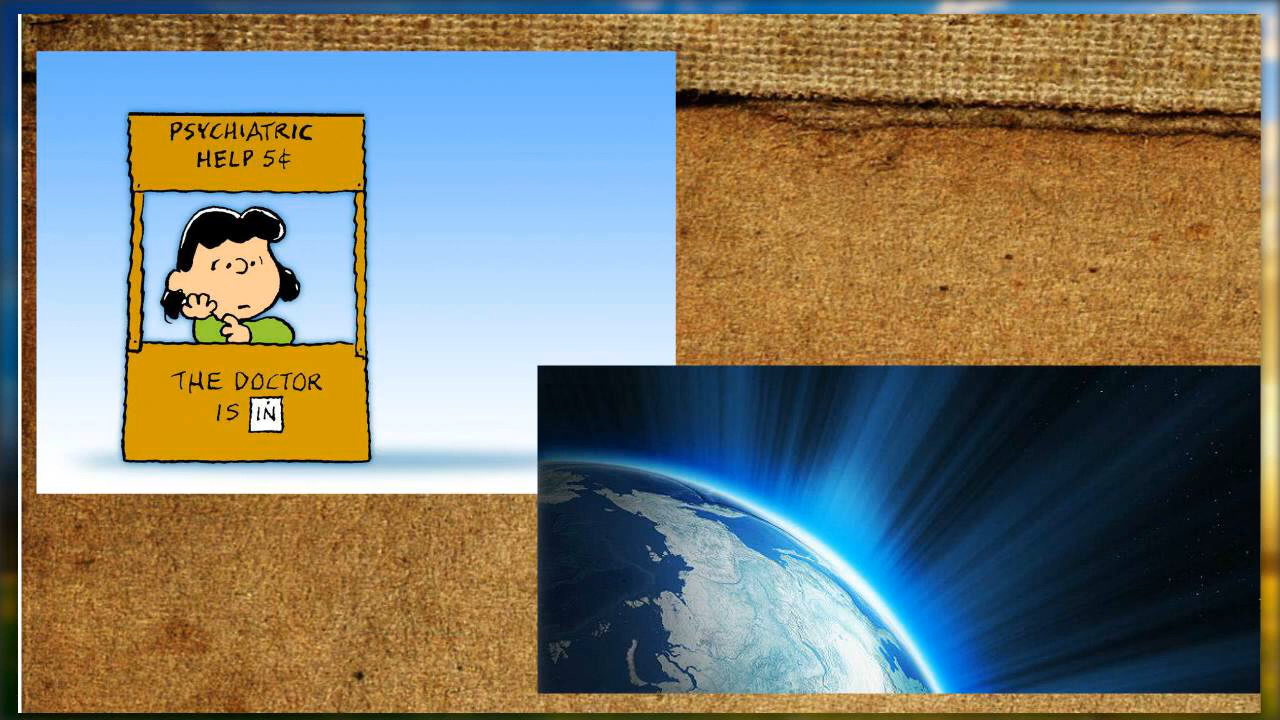 PSYCHIATRIC
HELP 5¢
THE DOCTOR
IS IN